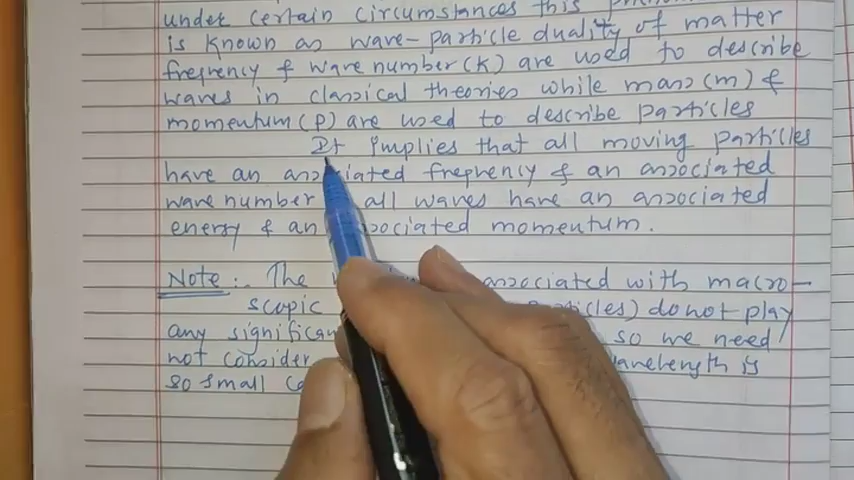 under certain circumstances this
is known as wave-particle duality of matter
frequency & wave number (K) are used to describe
waves in classical theories while mass (m) &
momentum (P) are used to describe particles
It implies that all moving particles
have an associated frequency & an associated
wave number all waves have an associated
energy & an associated momentum.
Note:- The associated with macro-
scopic particles) do not play
any significan so we need
not consider wavelength is
so small